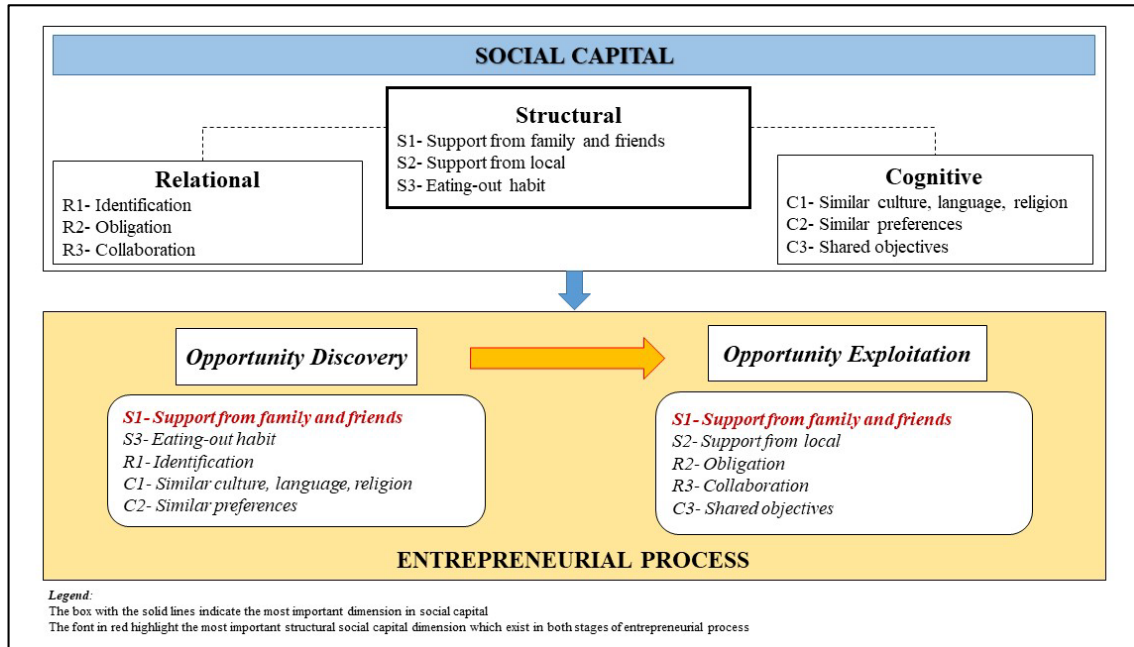 SOCIAL CAPITAL
Structural
S1- Support from family and friends
S2- Support from local
S3- Eating-out habit
Relational
R1- Identification
R2- Obligation
R3- Collaboration
Cognitive
C1- Similar culture, language, religion
C2- Similar preferences
C3- Shared objectives
Opportunity Discovery
S1- Support from family and friends
S3- Eating-out habit
R1- Identification
C1- Similar culture, language, religion
C2- Similar preferences
Opportunity Exploitation
S1- Support from family and friends
S2- Support from local
R2- Obligation
R3- Collaboration
C3- Shared objectives
ENTREPRENEURIAL PROCESS
Legend:
The box with the solid lines indicate the most important dimension in social capital
The font in red highlight the most important structural social capital dimension which exist in both stages of entrepreneurial process